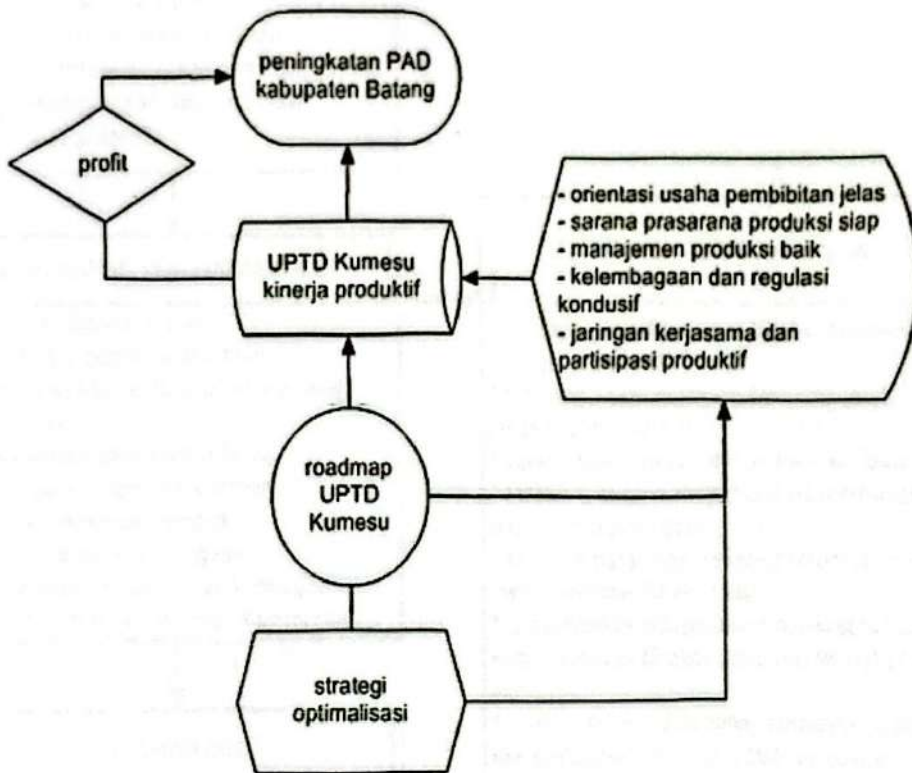 peningkatan PAD
kabupaten Batang
profit
- orientasi usaha pembibitan jelas
- sarana prasarana produksi siap
- manajemen produksi baik
- kelembagaan dan regulasi
kondusif
- jaringan kerjasama dan
partisipasi produktif
UPTD Kumesu
kinerja produktif
roadmap
UPTD
Kumesu
strategi
optimalisasi